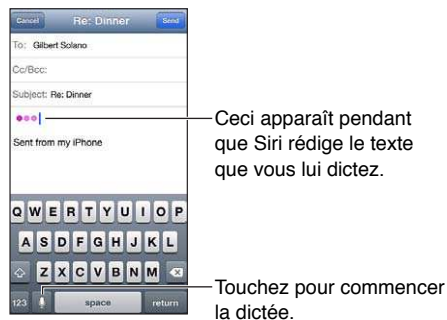 Cancel Re: Dinner Send
To: Gilbert Solano
Cc/Bcc:
Subject: Re: Dinner
Ceci apparaît pendant
que Siri rédige le texte
que vous lui dictez.
Sent from my iPhone
Q W E R T Y U I O P
A S D F G H J K L
Z X C V B N M
123 space return
Touchez pour commencer
la dictée.